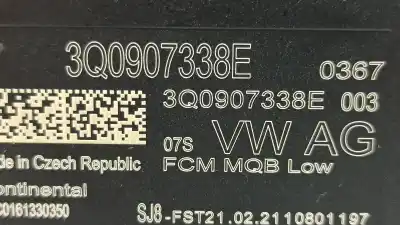 3Q0907338E 0367
3Q0907338E 003
07S VW AG
de in Czech Republic FCM MQB Low
ontinental
C0161330350 SJ8-FST21.02.2110801197